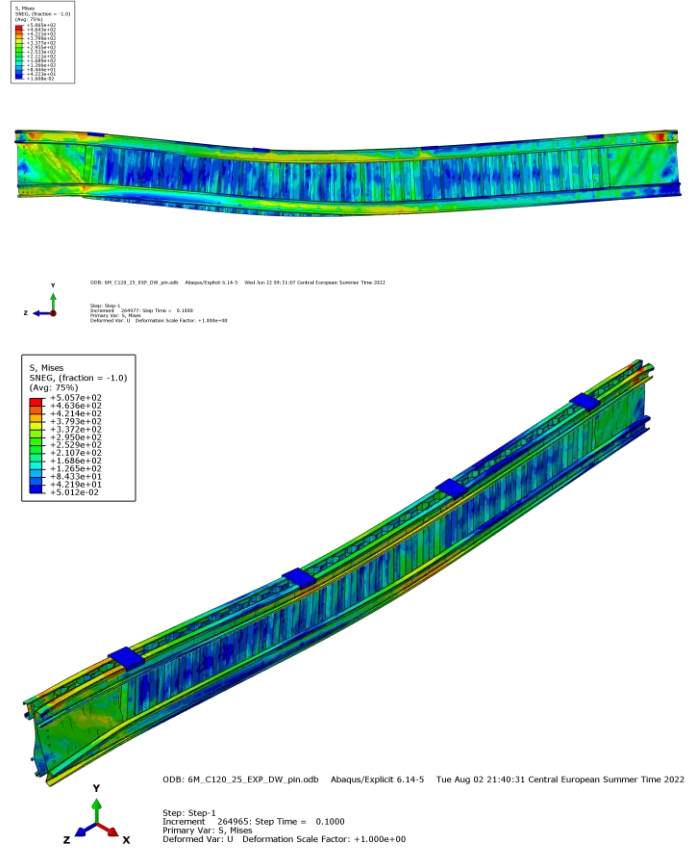 S, Mises
SNEG, (fraction = -1.0)
(Avg: 75%)
Y
Z
ODB: 6M_C120_25_EXP_DW_pin.odb Abaqus/Explicit 6.14-5 Wed Jun 22 09:31:07 Central European Summer Time 2022
Step: Step-1
Increment 264977: Step Time = 0.1000
Primary Var: S, Mises
Deformed Var: U Deformation Scale Factor: +1.000e+00
S, Mises
SNEG, (fraction = -1.0)
(Avg: 75%)
+5.057e+02
+4.636e+02
+4.214e+02
+3.793e+02
+3.372e+02
+2.950e+02
+2.529e+02
+2.107e+02
+1.686e+02
+1.265e+02
+8.433e+01
+4.219e+01
+5.012e-02
ODB: 6M_C120_25_EXP_DW_pin.odb Abaqus/Explicit 6.14-5 Tue Aug 02 21:40:31 Central European Summer Time 2022
Y
Z X
Step: Step-1
Increment 264965: Step Time = 0.1000
Primary Var: S, Mises
Deformed Var: U Deformation Scale Factor: +1.000e+00